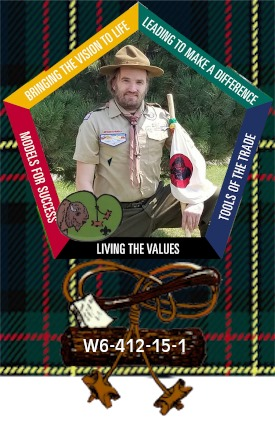 BRINGING THE VISION TO LIFE
LEADING TO MAKE A DIFFERENCE
MODELS FOR SUCCESS
TOOLS OF THE TRADE
LIVING THE VALUES
W6-412-15-1